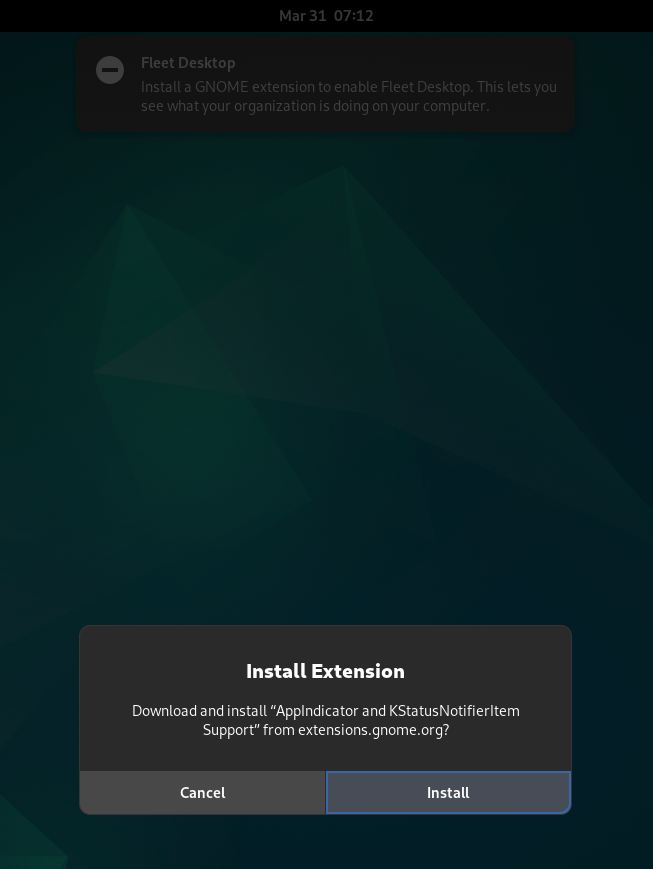 Mar 31 07:12
Fleet Desktop
Install a GNOME extension to enable Fleet Desktop. This lets you
see what your organization is doing on your computer.
Install Extension
Download and install “AppIndicator and KStatusNotifierItem
Support” from extensions.gnome.org?
Cancel
Install